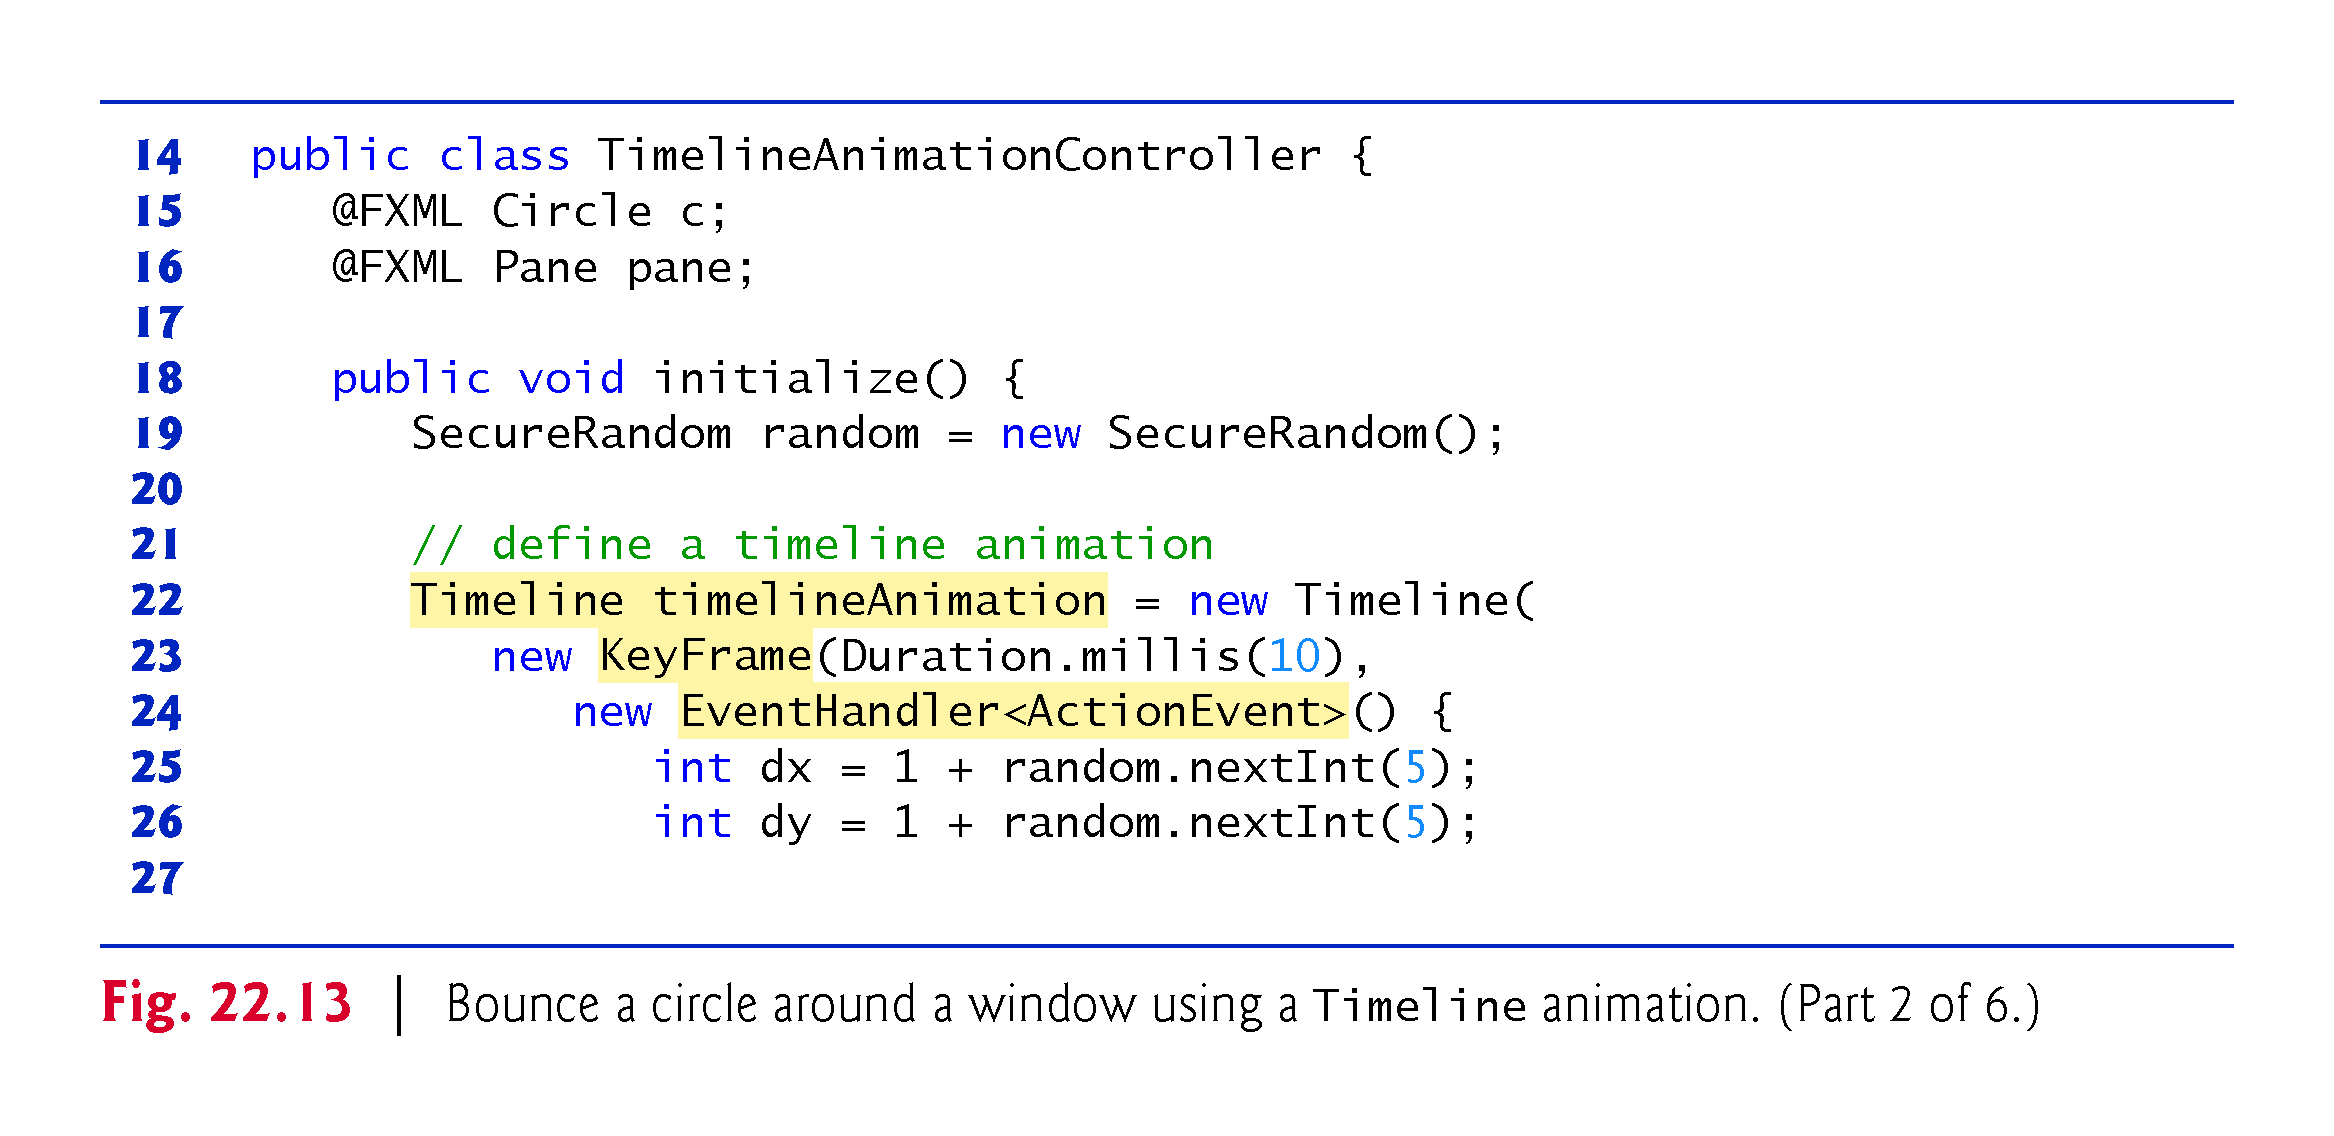 14 public class TimelineAnimationController {
15 @FXML Circle c;
16 @FXML Pane pane;
17
18 public void initialize() {
19 SecureRandom random = new SecureRandom();
20
21 // define a timeline animation
22 Timeline timelineAnimation = new Timeline(
23 new KeyFrame(Duration.millis(10),
24 new EventHandler<ActionEvent>() {
25 int dx = 1 + random.nextInt(5);
26 int dy = 1 + random.nextInt(5);
27
Fig. 22.13 | Bounce a circle around a window using a Timeline animation. (Part 2 of 6.)